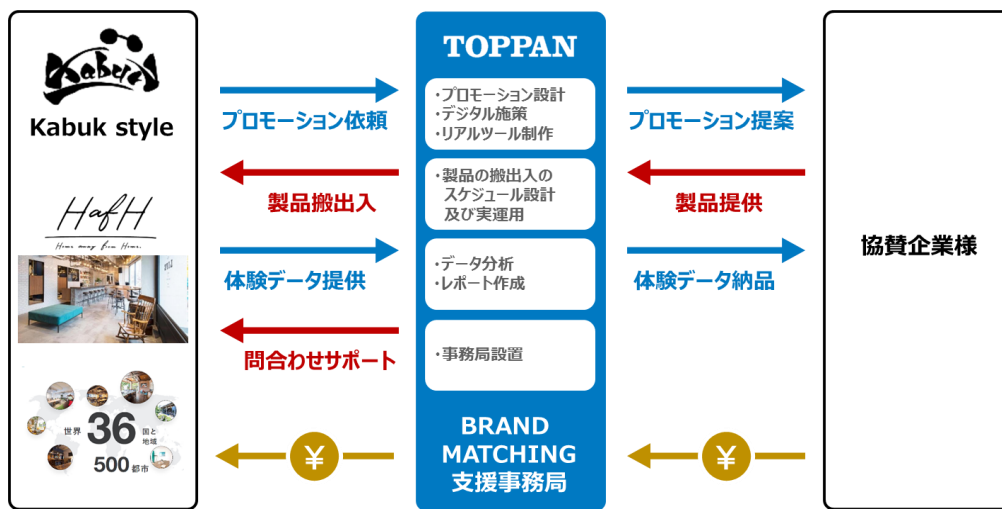 Kabuk
Kabuk style
HafH
Home away from Home.
世界 36 国と地域
500 都市
プロモーション依頼
製品搬出入
体験データ提供
問合わせサポート
¥
TOPPAN
・プロモーション設計
・デジタル施策
・リアルツール制作
・製品の搬出入の
スケジュール設計
及び実運用
・データ分析
・レポート作成
・事務局設置
BRAND
MATCHING
支援事務局
プロモーション提案
製品提供
体験データ納品
¥
協賛企業様